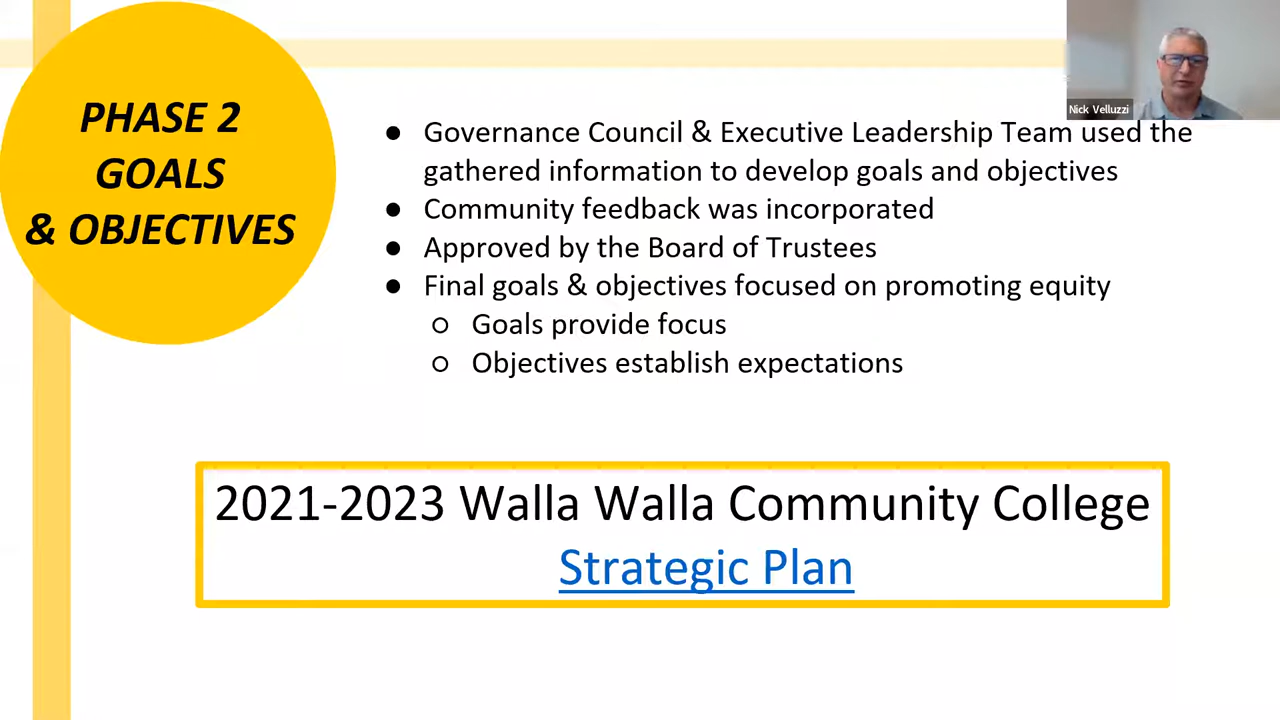 PHASE 2
GOALS
& OBJECTIVES
Nick Velluzzi
● Governance Council & Executive Leadership Team used the
gathered information to develop goals and objectives
● Community feedback was incorporated
● Approved by the Board of Trustees
● Final goals & objectives focused on promoting equity
○ Goals provide focus
○ Objectives establish expectations
2021-2023 Walla Walla Community College
Strategic Plan